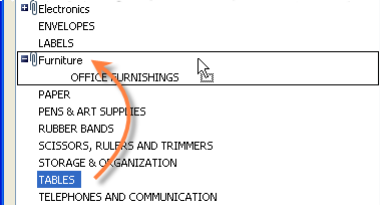 Electronics
ENVELOPES
LABELS
Furniture
OFFICE FURNISHINGS
PAPER
PENS & ART SUPPLIES
RUBBER BANDS
SCISSORS, RULERS AND TRIMMERS
STORAGE & ORGANIZATION
TABLES
TELEPHONES AND COMMUNICATION